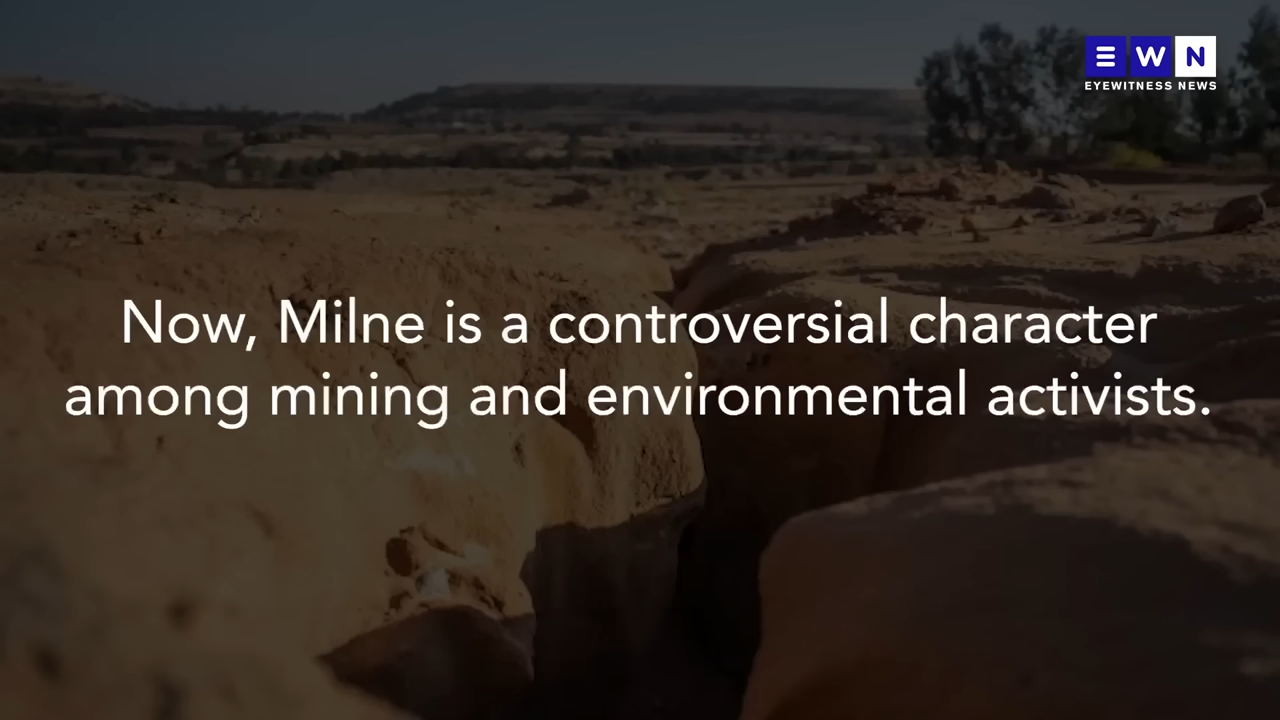 EWN
EYEWITNESS NEWS
Now, Milne is a controversial character
among mining and environmental activists.